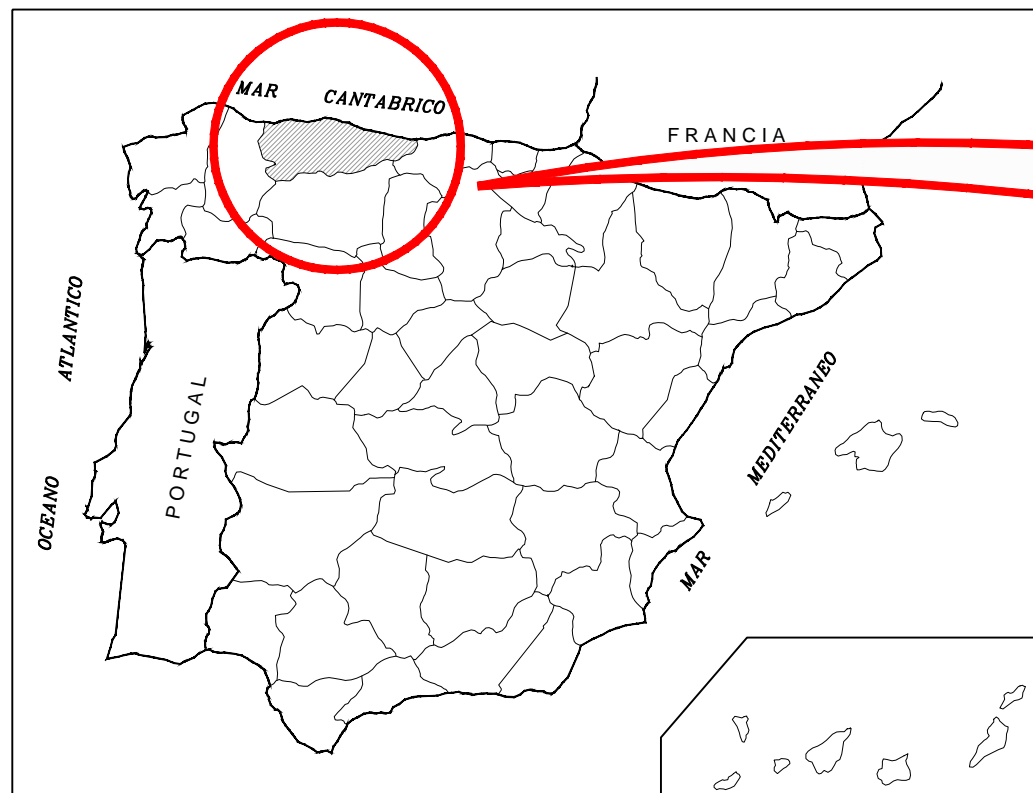 MAR CANTABRICO
FRANCIA
OCEANO ATLANTICO
PORTUGAL
MAR MEDITERRANEO